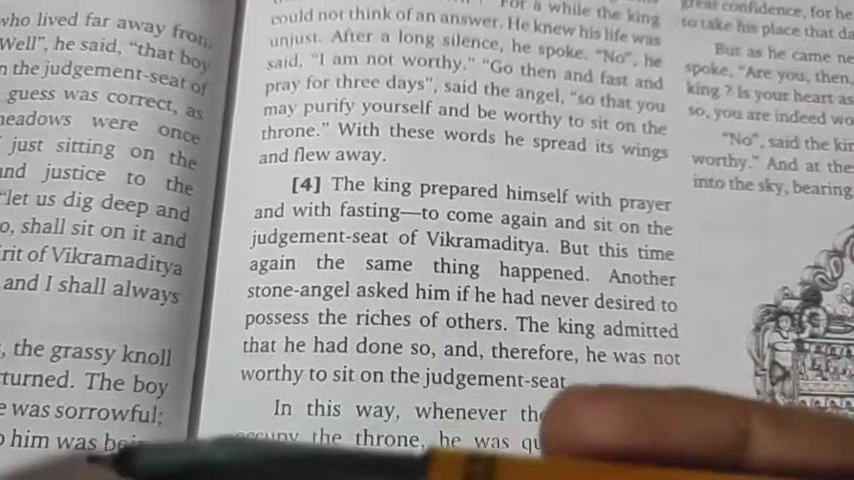 who lived far away from
Well", he said, "that boy
n the judgement-seat of
guess was correct, as
meadows were once
just sitting on the
and justice to the
"let us dig deep and
o, shall sit on it and
irit of Vikramaditya
and I shall always
, the grassy knoll
turned. The boy
e was sorrowful;
o him was
For a while the king
could not think of an answer. He knew his life was
unjust. After a long silence, he spoke. "No", he
said, "I am not worthy." "Go then and fast and
pray for three days", said the angel, "so that you
may purify yourself and be worthy to sit on the
throne." With these words he spread its wings
and flew away.
[4] The king prepared himself with prayer
and with fasting—to come again and sit on the
judgement-seat of Vikramaditya. But this time
again the same thing happened. Another
stone-angel asked him if he had never desired to
possess the riches of others. The king admitted
that he had done so, and, therefore, he was not
worthy to sit on the judgement-seat.
In this way, whenever the
occupy the throne, he was qu
great confidence, for he
to take his place that da
But as he came ne
spoke, "Are you, then,
king ? Is your heart as
so, you are indeed wo
"No", said the kin
worthy." And at the
into the sky, bearing